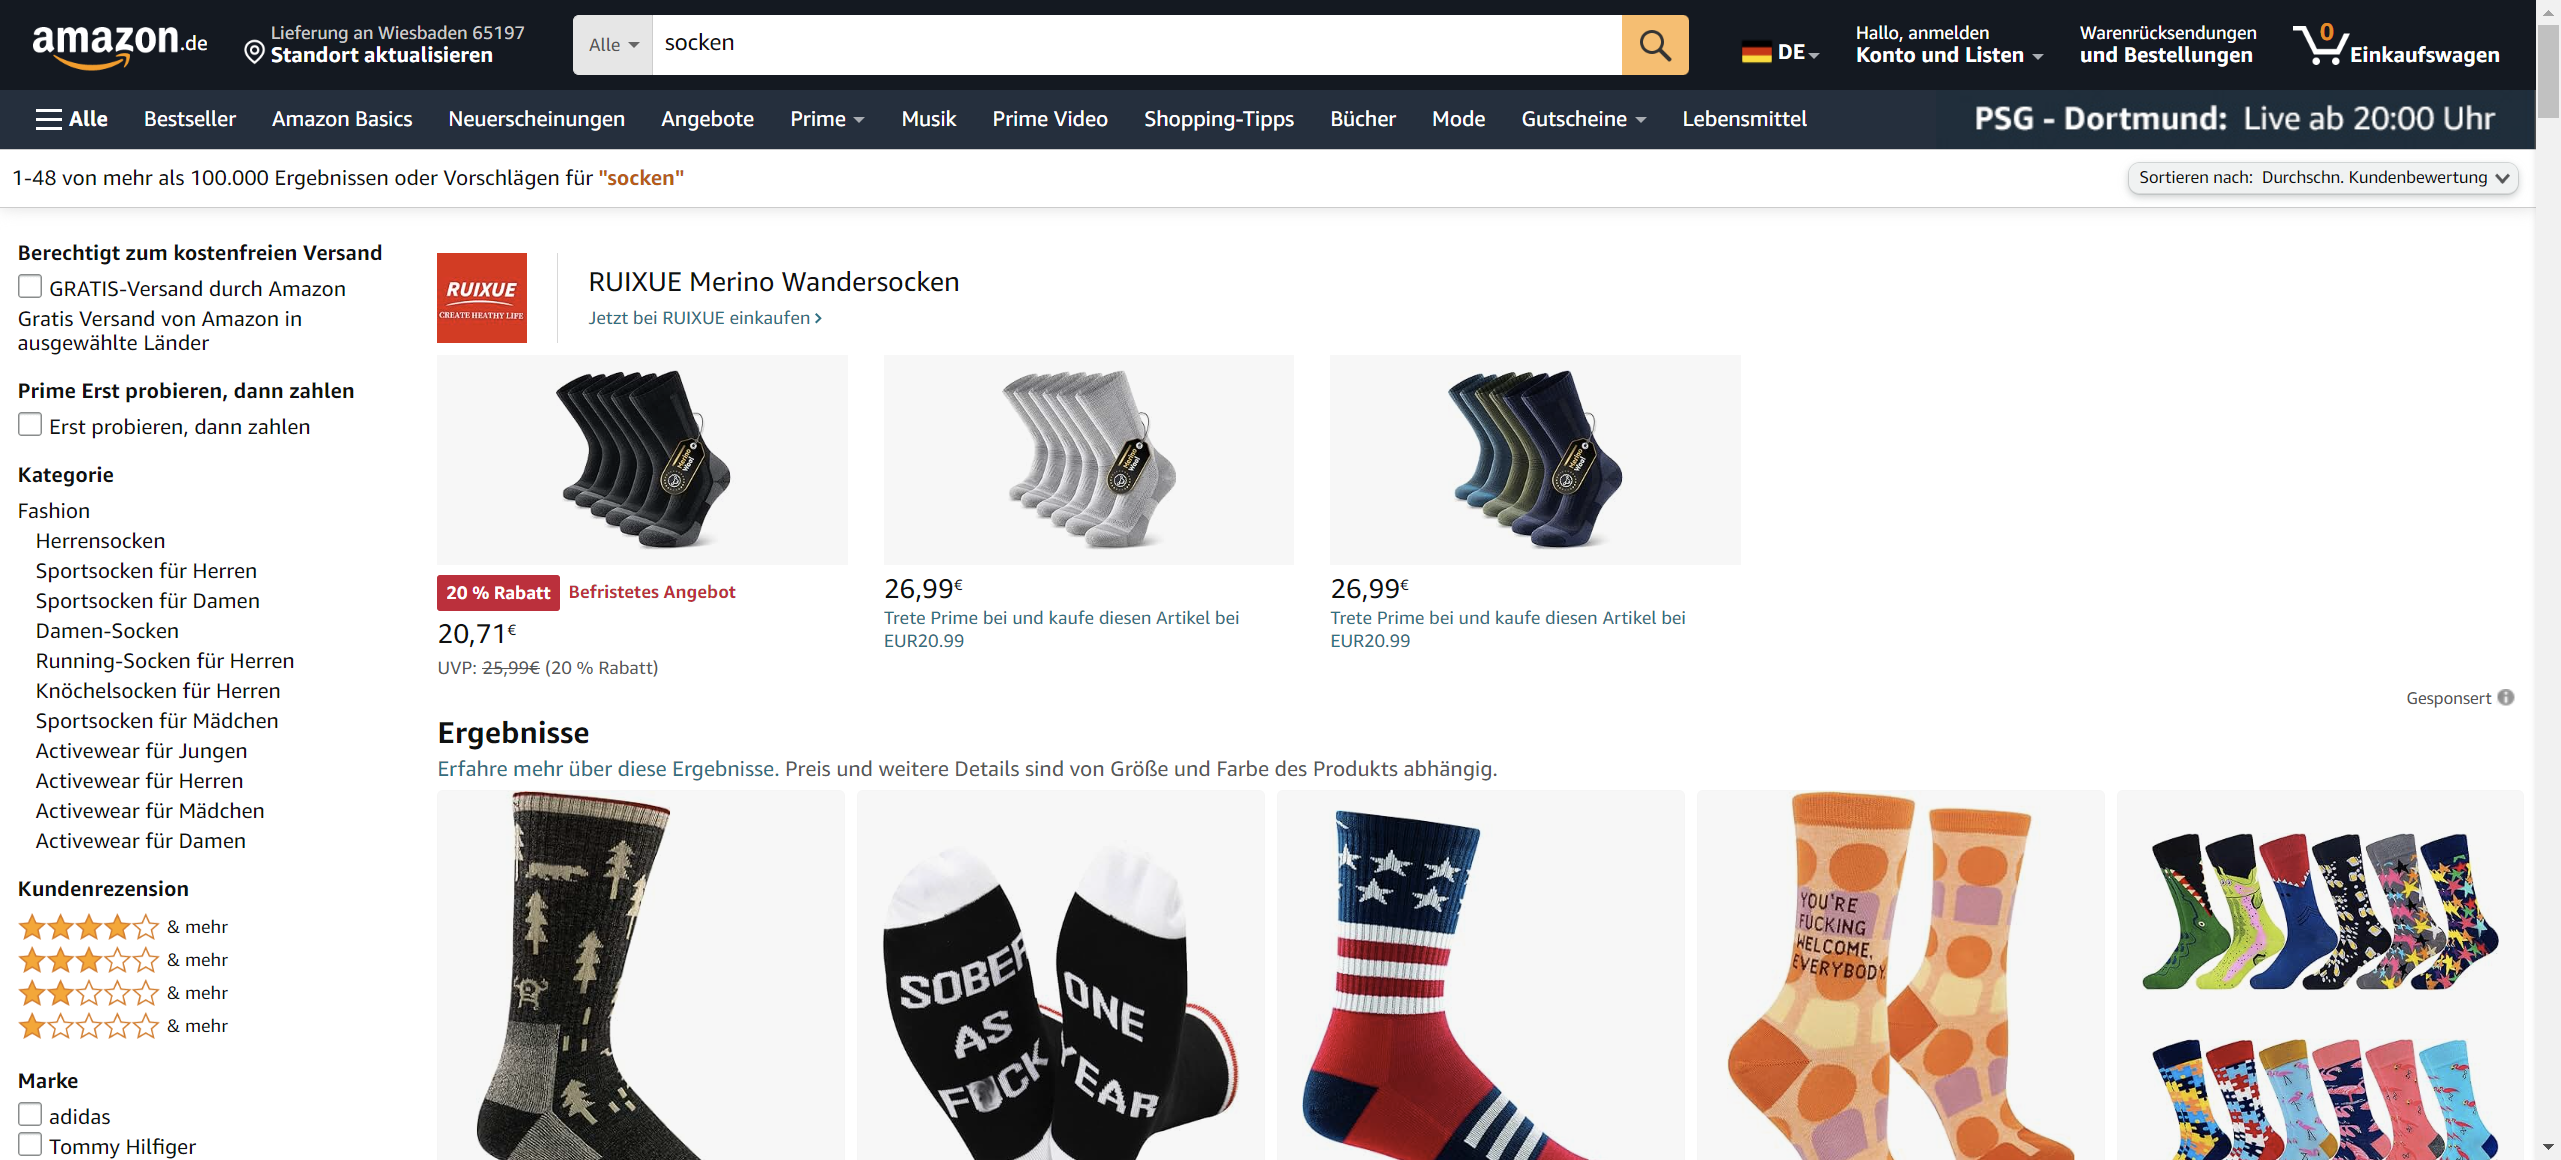 amazon.de
Lieferung an Wiesbaden 65197
Standort aktualisieren
Alle
socken
DE
Hallo, anmelden
Konto und Listen
Warenrücksendungen
und Bestellungen
0
Einkaufswagen
Alle
Bestseller
Amazon Basics
Neuerscheinungen
Angebote
Prime
Musik
Prime Video
Shopping-Tipps
Bücher
Mode
Gutscheine
Lebensmittel
PSG - Dortmund: Live ab 20:00 Uhr
1-48 von mehr als 100.000 Ergebnissen oder Vorschlägen für "socken"
Sortieren nach: Durchschn. Kundenbewertung
Berechtigt zum kostenfreien Versand
GRATIS-Versand durch Amazon
Gratis Versand von Amazon in
ausgewählte Länder
Prime Erst probieren, dann zahlen
Erst probieren, dann zahlen
Kategorie
Fashion
Herrensocken
Sportsocken für Herren
Sportsocken für Damen
Damen-Socken
Running-Socken für Herren
Knöchelsocken für Herren
Sportsocken für Mädchen
Activewear für Jungen
Activewear für Herren
Activewear für Mädchen
Activewear für Damen
Kundenrezension
& mehr
& mehr
& mehr
& mehr
Marke
adidas
Tommy Hilfiger
RUIXUE
CREATE HEATHY LIFE
RUIXUE Merino Wandersocken
Jetzt bei RUIXUE einkaufen
Merino
Wool
Merino
Wool
Merino
Wool
20 % Rabatt Befristetes Angebot
20,71€
UVP: 25,99€ (20 % Rabatt)
26,99€
Trete Prime bei und kaufe diesen Artikel bei
EUR20.99
26,99€
Trete Prime bei und kaufe diesen Artikel bei
EUR20.99
Gesponsert
Ergebnisse
Erfahre mehr über diese Ergebnisse. Preis und weitere Details sind von Größe und Farbe des Produkts abhängig.
SOBER
AS
FUCK
ONE
YEAR
YOU'RE
FUCKING
WELCOME,
EVERYBODY